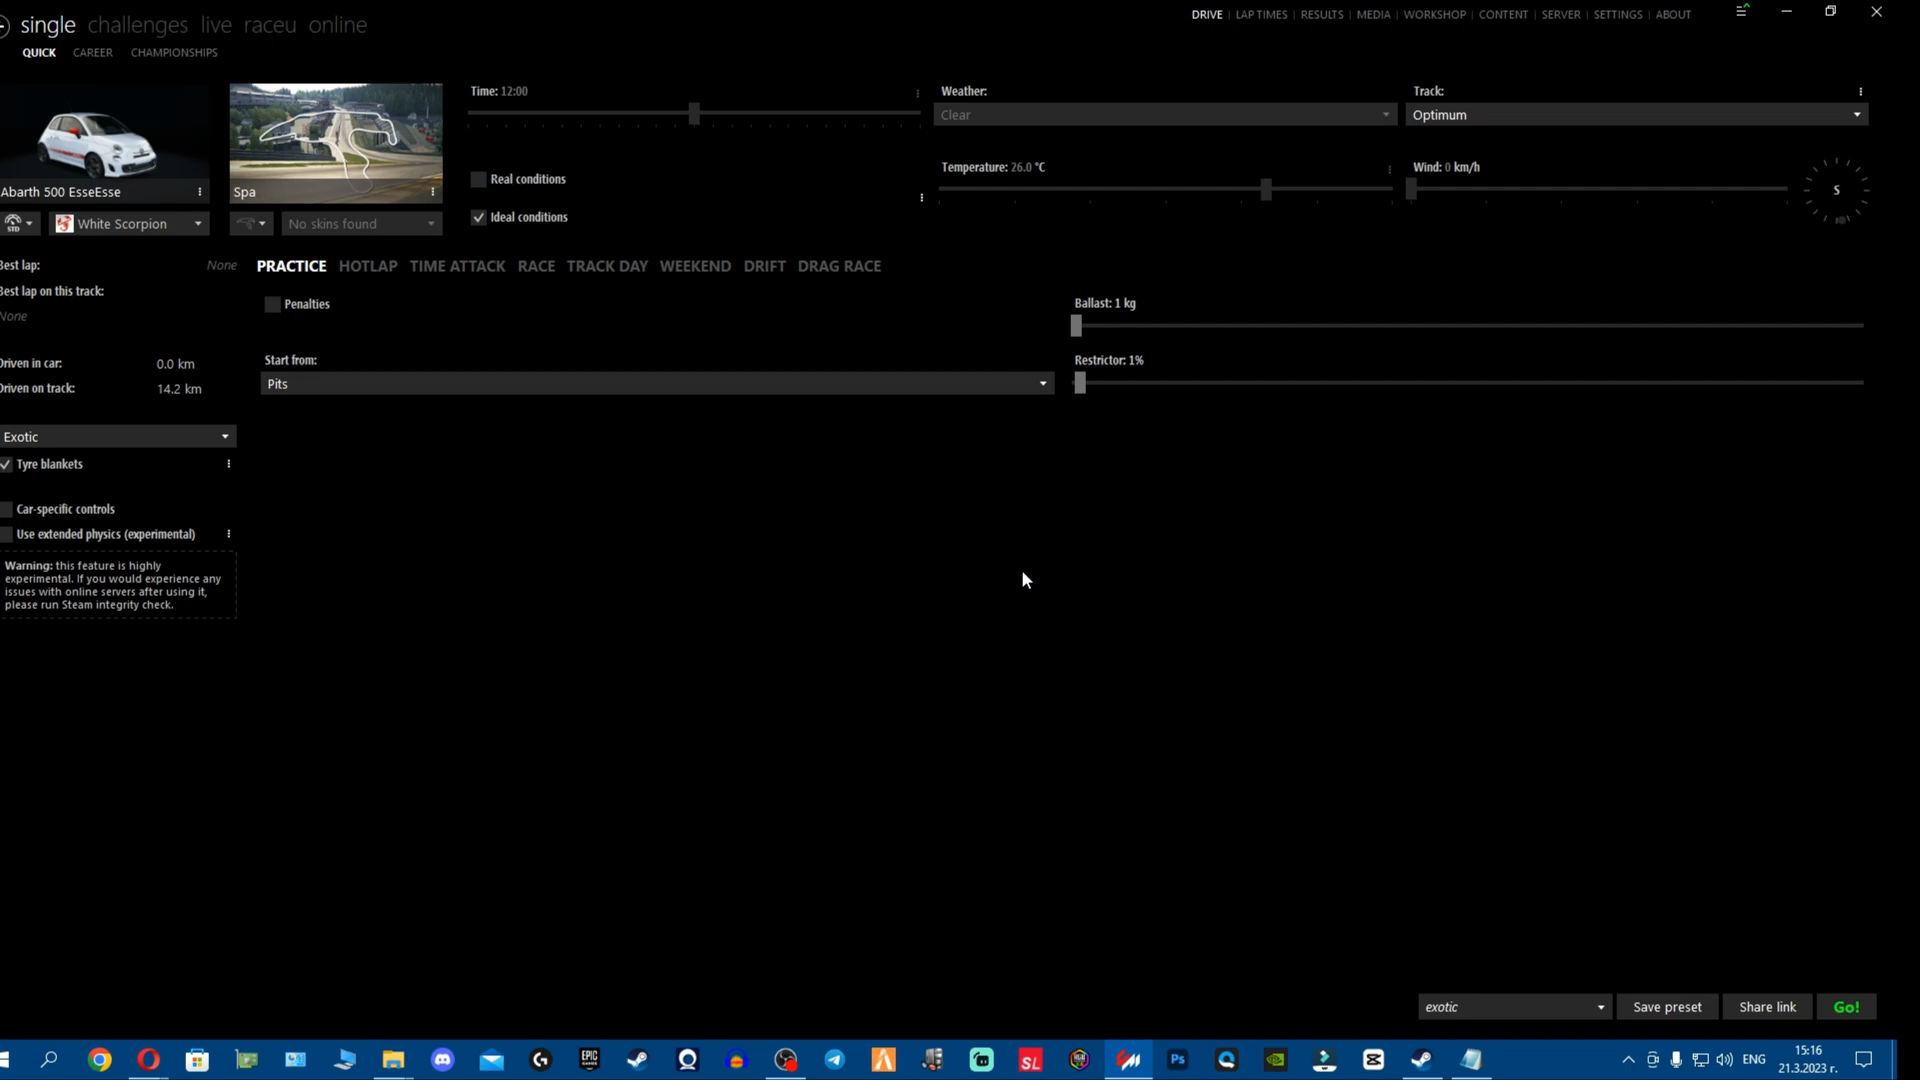 single challenges live raceu online
DRIVE | LAP TIMES | RESULTS | MEDIA | WORKSHOP | CONTENT | SERVER | SETTINGS | ABOUT
QUICK CAREER CHAMPIONSHIPS
Time: 12:00
Weather:
Track:
Clear
Optimum
Temperature: 26.0 °C
Wind: 0 km/h
Real conditions
S
Abarth 500 EsseEsse
Spa
Ideal conditions
STD
White Scorpion
No skins found
Best lap: None
PRACTICE HOTLAP TIME ATTACK RACE TRACK DAY WEEKEND DRIFT DRAG RACE
Best lap on this track:
None
Penalties
Ballast: 1 kg
Start from:
Restrictor: 1%
Driven in car: 0.0 km
Pits
Driven on track: 14.2 km
Exotic
Tyre blankets
Car-specific controls
Use extended physics (experimental)
Warning: this feature is highly
experimental. If you would experience any
issues with online servers after using it,
please run Steam integrity check.
exotic
Save preset
Share link
Go!
EPIC
GAMES
SL
Ps
ENG
15:16
21.3.2023 г.